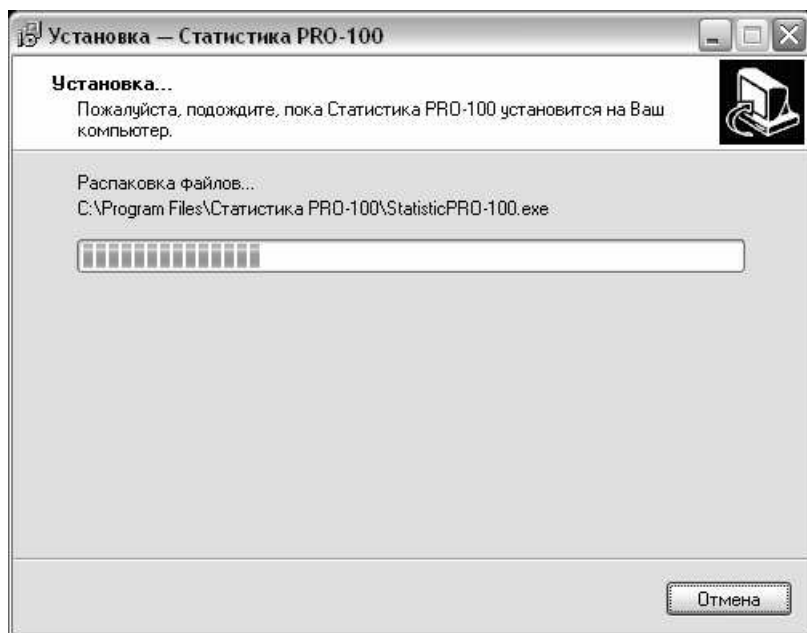 Установка — Статистика PRO-100
Установка...
Пожалуйста, подождите, пока Статистика PRO-100 установится на Ваш
компьютер.
Распаковка файлов...
C:\Program Files\Статистика PRO-100\StatisticPRO-100.exe
Отмена